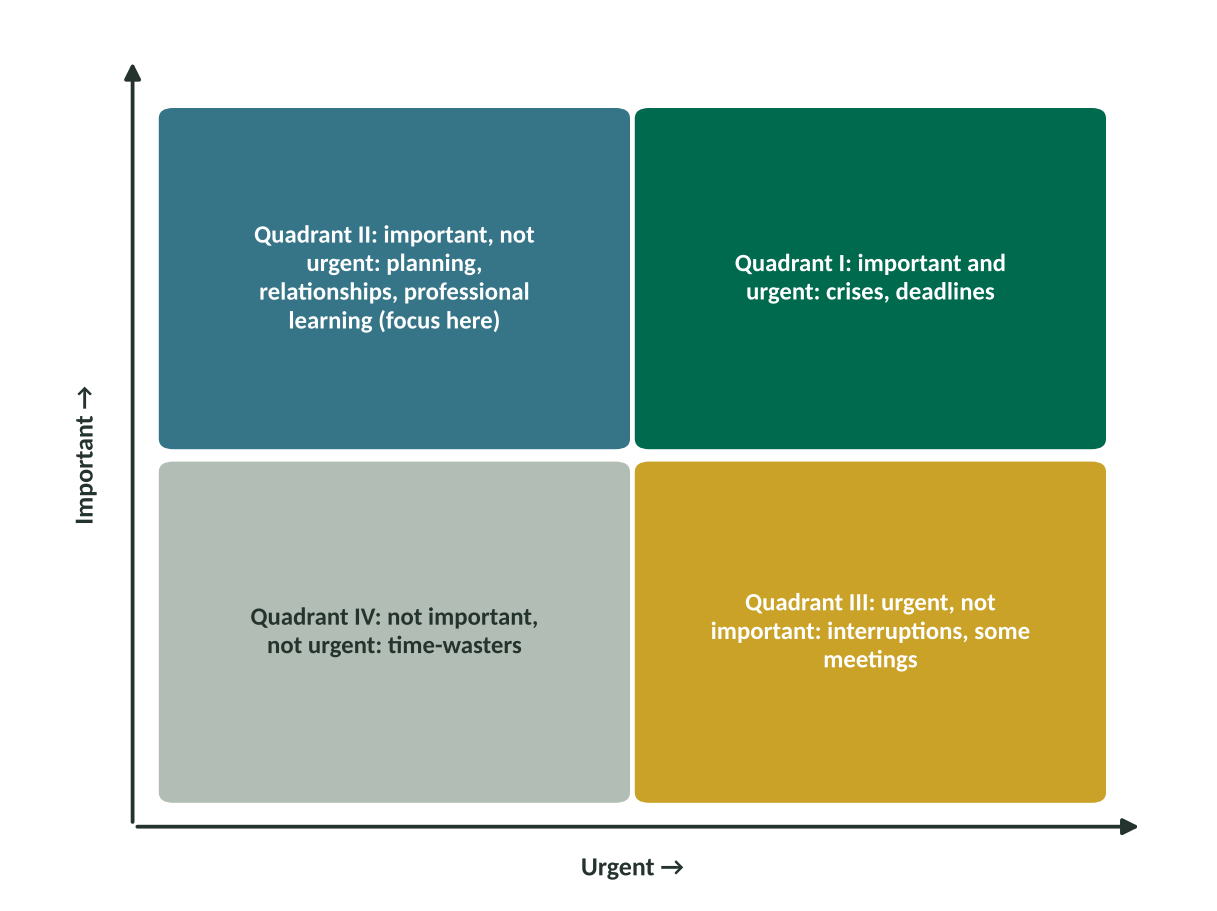 Quadrant II: important, not
urgent: planning,
relationships, professional
learning (focus here)
Quadrant I: important and
urgent: crises, deadlines
Important →
Quadrant IV: not important,
not urgent: time-wasters
Quadrant III: urgent, not
important: interruptions, some
meetings
Urgent →